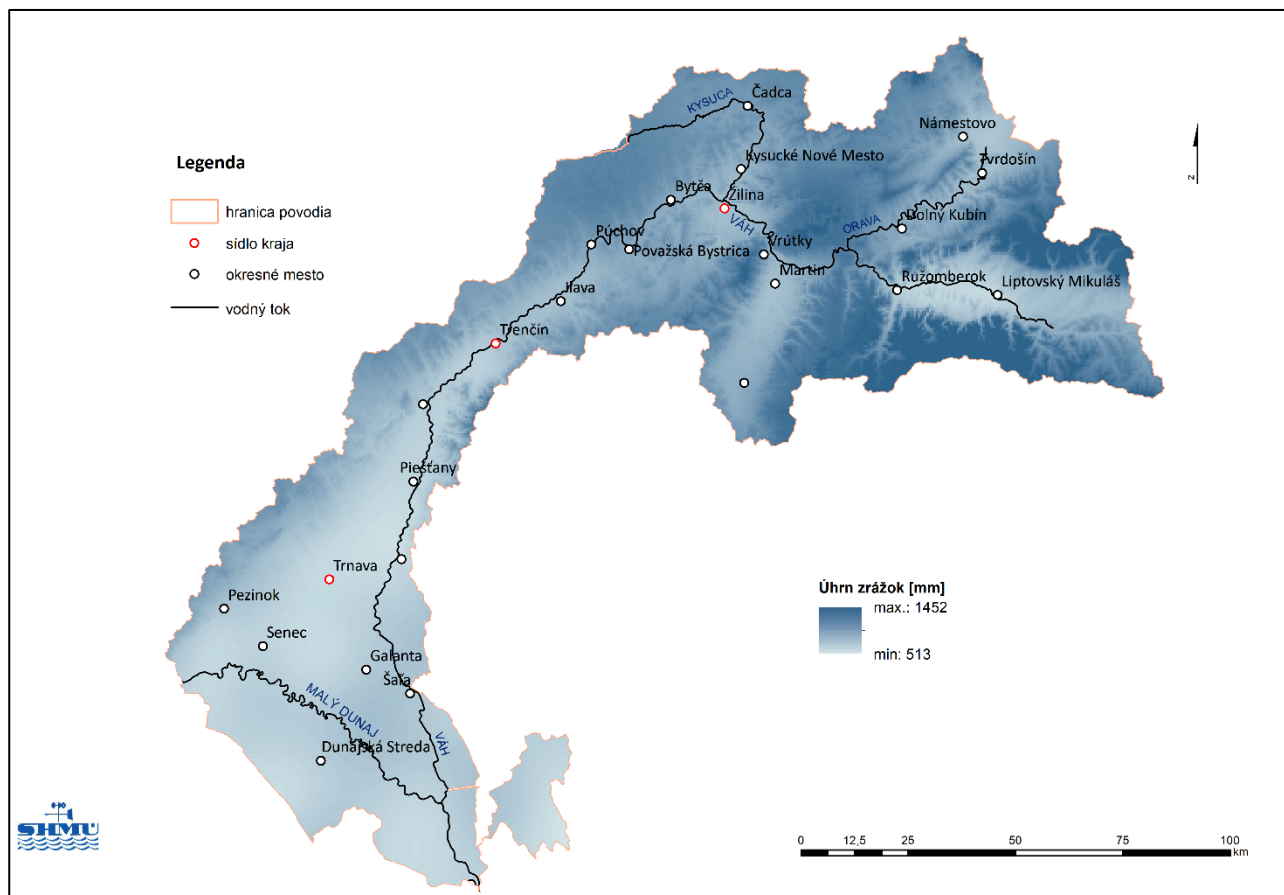 KYSUCA
Čadca
Námestovo
Tvrdošín
Legenda
hranica povodia
sídlo kraja
okresné mesto
vodný tok
Kysucké Nové Mesto
Bytča
Žilina
VÁH
ORAVA
Dolný Kubín
Púchov
Považská Bystrica
Vrútky
Martin
Ružomberok
Liptovský Mikuláš
Ilava
Trenčín
Piešťany
Trnava
Pezinok
Senec
Galanta
Šaľa
MALÝ DUNAJ
VÁH
Dunajská Streda
Úhrn zrážok [mm]
max.: 1452
min: 513
SHMÚ
0 12,5 25 50 75 100
km
z